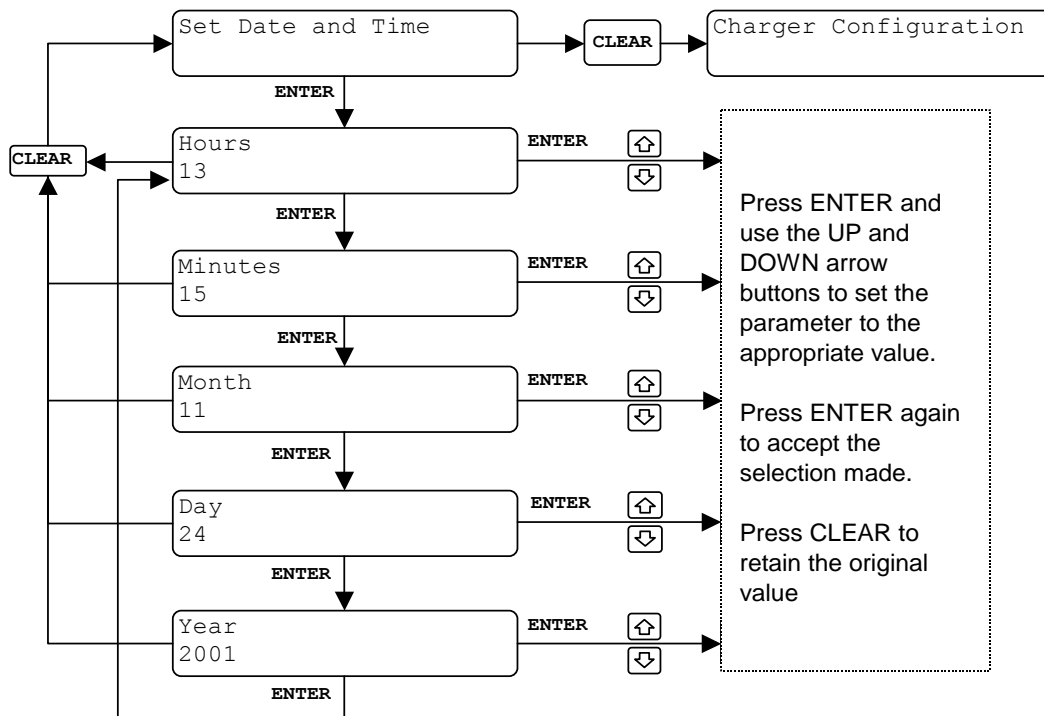 Set Date and Time
CLEAR
Charger Configuration
ENTER
CLEAR
Hours
13
ENTER
ENTER
Minutes
15
ENTER
ENTER
Month
11
ENTER
ENTER
Day
24
ENTER
ENTER
Year
2001
ENTER
ENTER
Press ENTER and
use the UP and
DOWN arrow
buttons to set the
parameter to the
appropriate value.
Press ENTER again
to accept the
selection made.
Press CLEAR to
retain the original
value